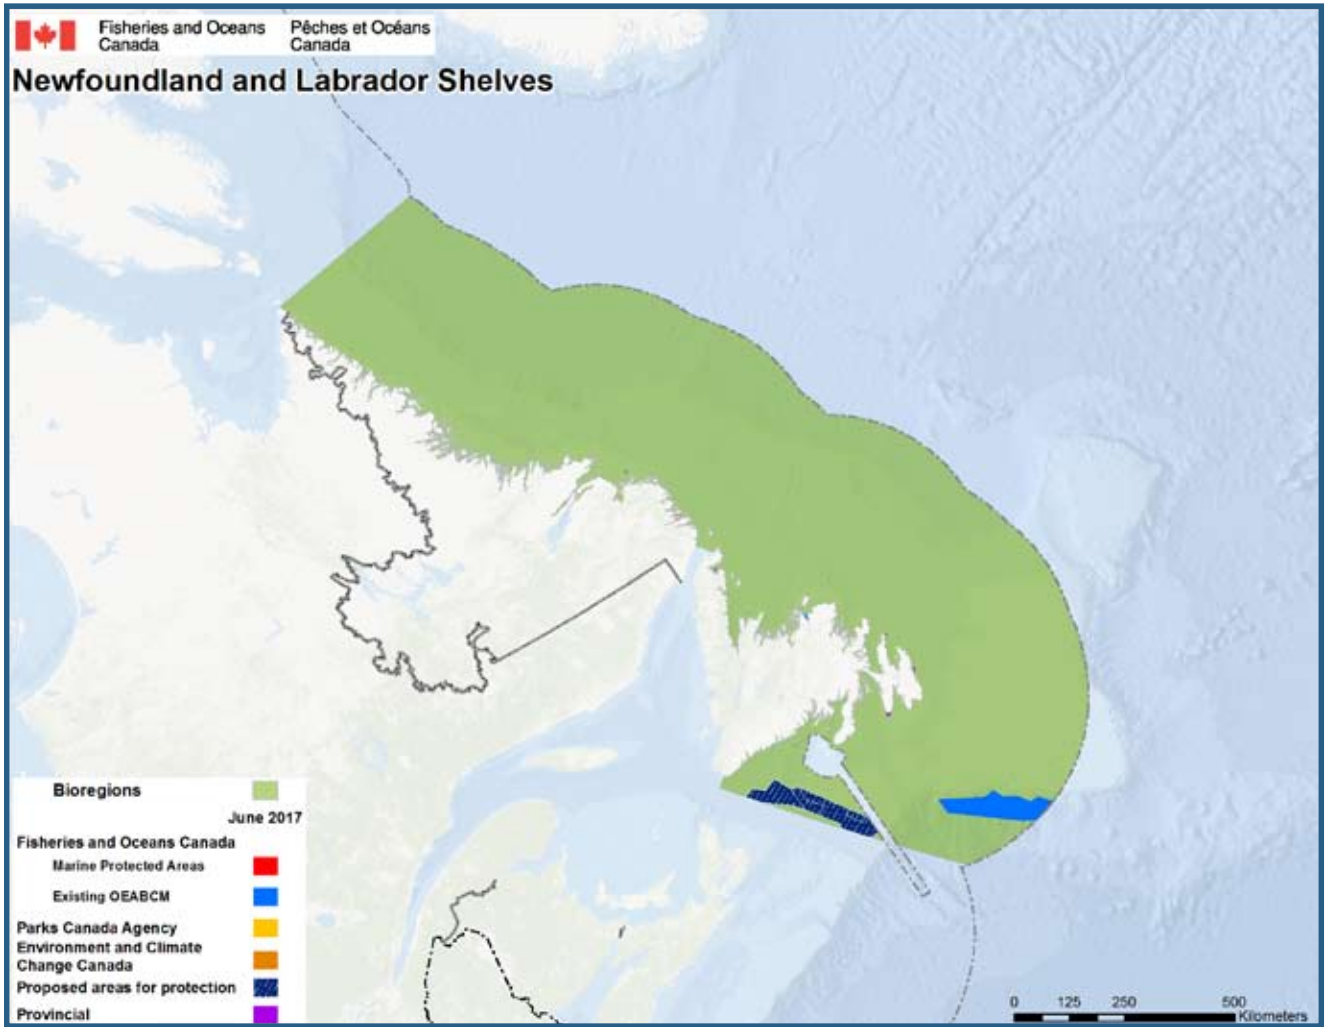 Fisheries and Oceans Pêches et Océans
Canada Canada
Newfoundland and Labrador Shelves
Bioregions
June 2017
Fisheries and Oceans Canada
Marine Protected Areas
Existing OEABCM
Parks Canada Agency
Environment and Climate
Change Canada
Proposed areas for protection
Provincial
0 125 250 500
Kilometers